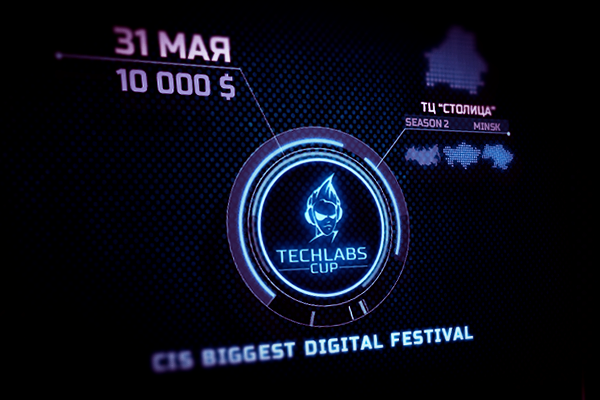 31 МАЯ
10 000 $
ТЦ "СТОЛИЦА"
SEASON 2 MINSK
TECHLABS
CUP
CIS BIGGEST DIGITAL FESTIVAL